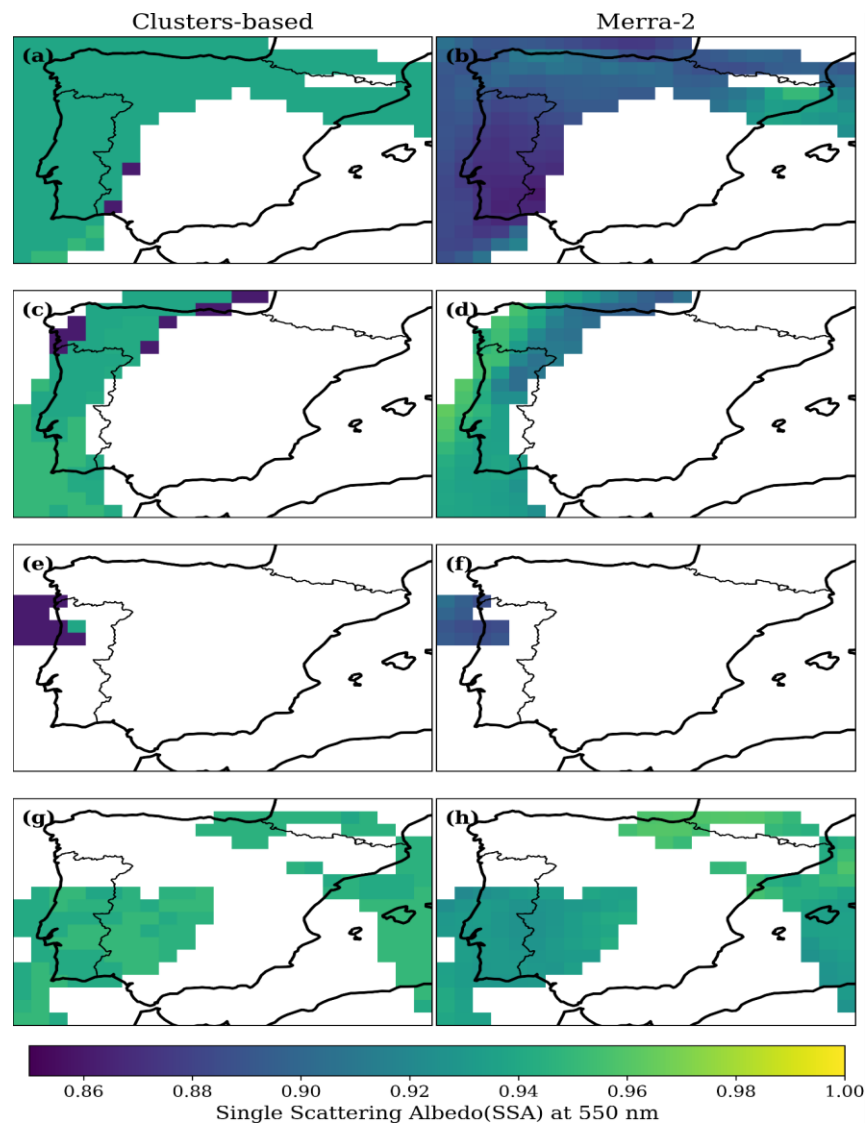 Clusters-based Merra-2
(a) (b)
(c) (d)
(e) (f)
(g) (h)
0.86 0.88 0.90 0.92 0.94 0.96 0.98 1.00
Single Scattering Albedo(SSA) at 550 nm